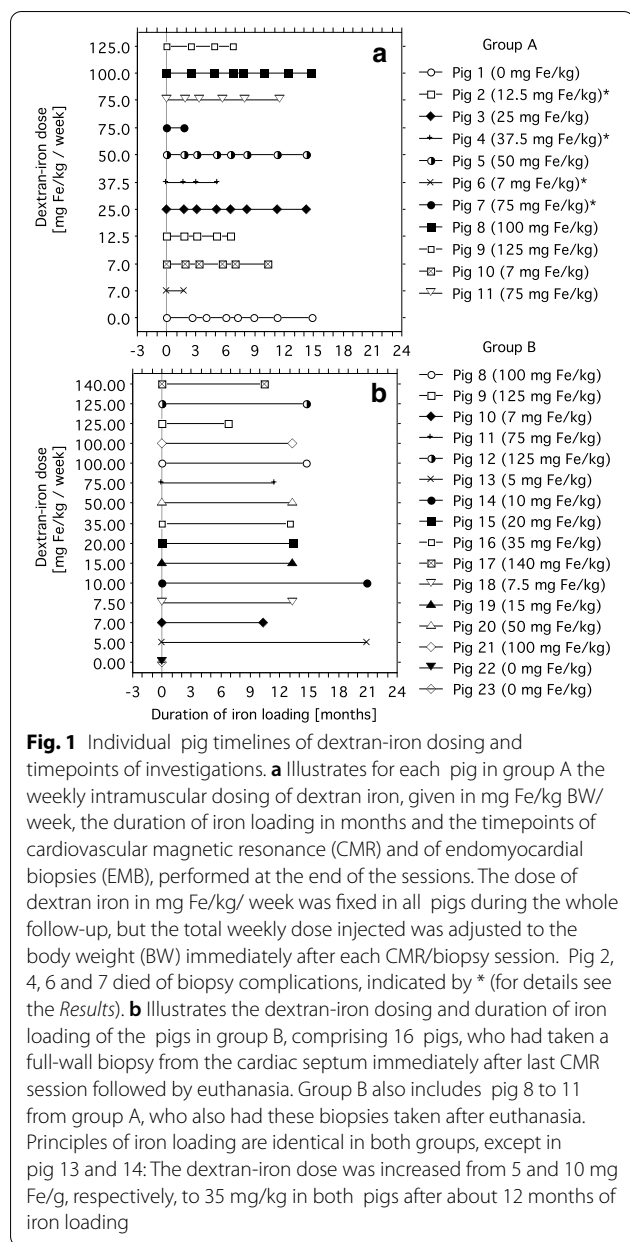 a
Dextran-iron dose
[mg Fe/kg / week]
125.0
100.0
75.0
75.0
50.0
37.5
25.0
12.5
7.0
7.0
0.0
-3 0 3 6 9 12 15 18 21 24
Group A
Pig 1 (0 mg Fe/kg)
Pig 2 (12.5 mg Fe/kg)*
Pig 3 (25 mg Fe/kg)
Pig 4 (37.5 mg Fe/kg)*
Pig 5 (50 mg Fe/kg)
Pig 6 (7 mg Fe/kg)*
Pig 7 (75 mg Fe/kg)*
Pig 8 (100 mg Fe/kg)
Pig 9 (125 mg Fe/kg)
Pig 10 (7 mg Fe/kg)
Pig 11 (75 mg Fe/kg)
b
Dextran-iron dose
[mg Fe/kg / week]
140.00
125.00
125.00
100.00
100.00
75.00
50.00
35.00
20.00
15.00
10.00
7.50
7.00
5.00
0.00
-3 0 3 6 9 12 15 18 21 24
Duration of iron loading [months]
Group B
Pig 8 (100 mg Fe/kg)
Pig 9 (125 mg Fe/kg)
Pig 10 (7 mg Fe/kg)
Pig 11 (75 mg Fe/kg)
Pig 12 (125 mg Fe/kg)
Pig 13 (5 mg Fe/kg)
Pig 14 (10 mg Fe/kg)
Pig 15 (20 mg Fe/kg)
Pig 16 (35 mg Fe/kg)
Pig 17 (140 mg Fe/kg)
Pig 18 (7.5 mg Fe/kg)
Pig 19 (15 mg Fe/kg)
Pig 20 (50 mg Fe/kg)
Pig 21 (100 mg Fe/kg)
Pig 22 (0 mg Fe/kg)
Pig 23 (0 mg Fe/kg)
Fig. 1 Individual pig timelines of dextran-iron dosing and
timepoints of investigations. a Illustrates for each pig in group A the
weekly intramuscular dosing of dextran iron, given in mg Fe/kg BW/
week, the duration of iron loading in months and the timepoints of
cardiovascular magnetic resonance (CMR) and of endomyocardial
biopsies (EMB), performed at the end of the sessions. The dose of
dextran iron in mg Fe/kg/ week was fixed in all pigs during the whole
follow-up, but the total weekly dose injected was adjusted to the
body weight (BW) immediately after each CMR/biopsy session. Pig 2,
4, 6 and 7 died of biopsy complications, indicated by * (for details see
the Results). b Illustrates the dextran-iron dosing and duration of iron
loading of the pigs in group B, comprising 16 pigs, who had taken a
full-wall biopsy from the cardiac septum immediately after last CMR
session followed by euthanasia. Group B also includes pig 8 to 11
from group A, who also had these biopsies taken after euthanasia.
Principles of iron loading are identical in both groups, except in
pig 13 and 14: The dextran-iron dose was increased from 5 and 10 mg
Fe/g, respectively, to 35 mg/kg in both pigs after about 12 months of
iron loading